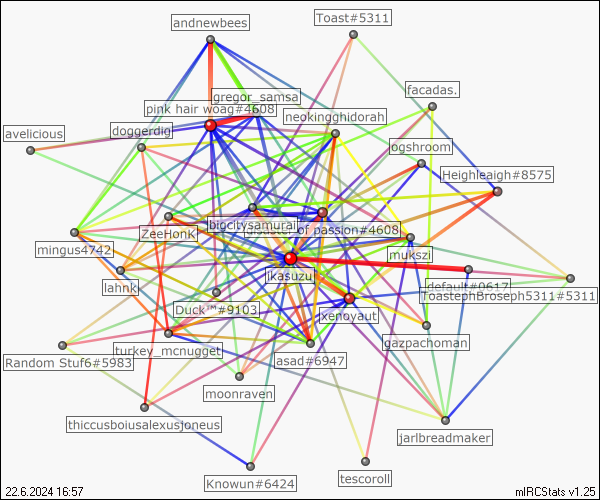 Toast#5311
andnewbees
facadas.
gregor_samsa
pink hair woag#4608
neokingghidorah
avelicious
doggerdig
ogshroom
Heighleaigh#8575
bigcitysamurai
of passion#4608
ZeeHonk
mingus4742
mukszi
jkasuzu
lahnk
default#0617
ToastephBroseph5311#5311
Duck™#9103
xenoyaut
gazpachoman
turkey_mcnugget
asad#6947
Random Stuf6#5983
moonraven
thiccusboiusalexusjoneus
jarlbreadmaker
tescoroll
Knowun#6424
22.6.2024 16:57
mIRCStats v1.25